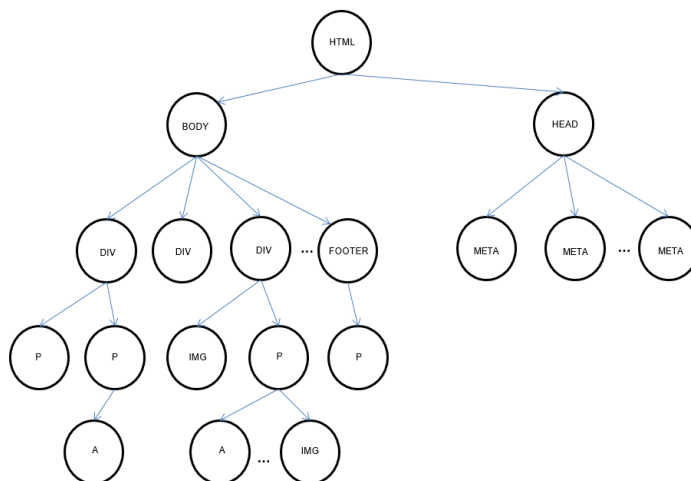 HTML
BODY
HEAD
DIV
DIV
DIV
...
FOOTER
META
META
...
META
P
P
IMG
P
P
A
A
...
IMG